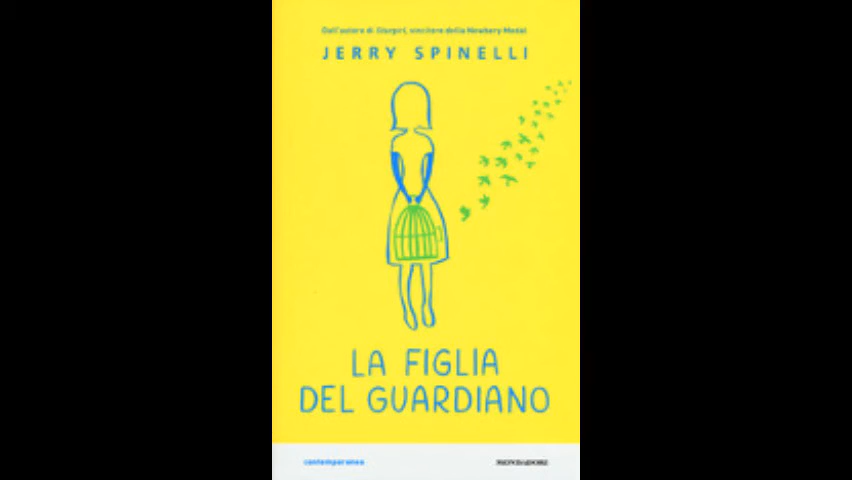 Dall'autore di Stargirl, vincitore della Newbery Medal
JERRY SPINELLI
LA FIGLIA
DEL GUARDIANO
contemporanea
MONDADORI